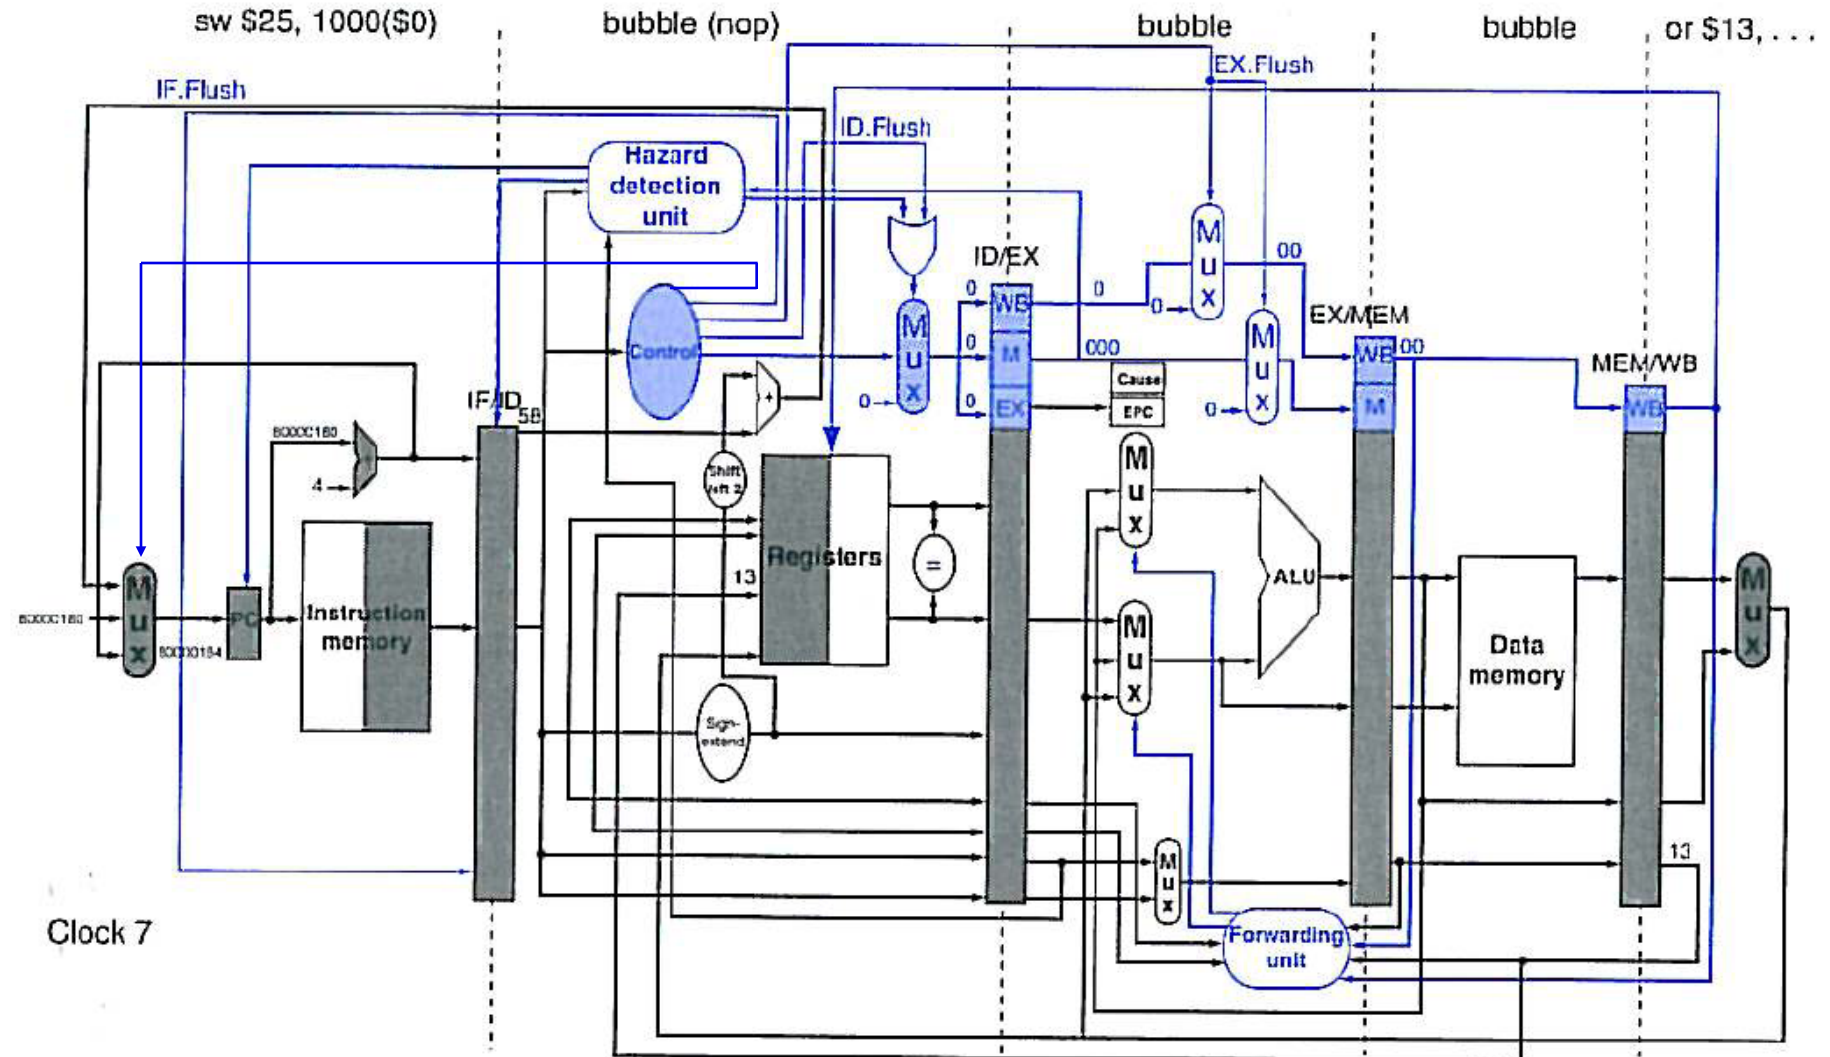 sw $25, 1000($0)
bubble (nop)
bubble
bubble
or $13, . . .
IF.Flush
EX.Flush
ID.Flush
Hazard
detection
unit
ID/EX
M
u
x
00
0
0
WB
0
M
u
x
EX/MEM
Control
M
u
x
0
M
000
0
Cause
M
u
x
0
WB
00
MEM/WB
0
EX
EPC
M
WB
IF/ID
58
+
4
Shift
left 2
M
u
x
Registers
=
ALU
13
M
u
x
PC
Instruction
memory
M
u
x
M
u
x
Data
memory
Sign-
extend
M
u
x
13
Clock 7
Forwarding
unit